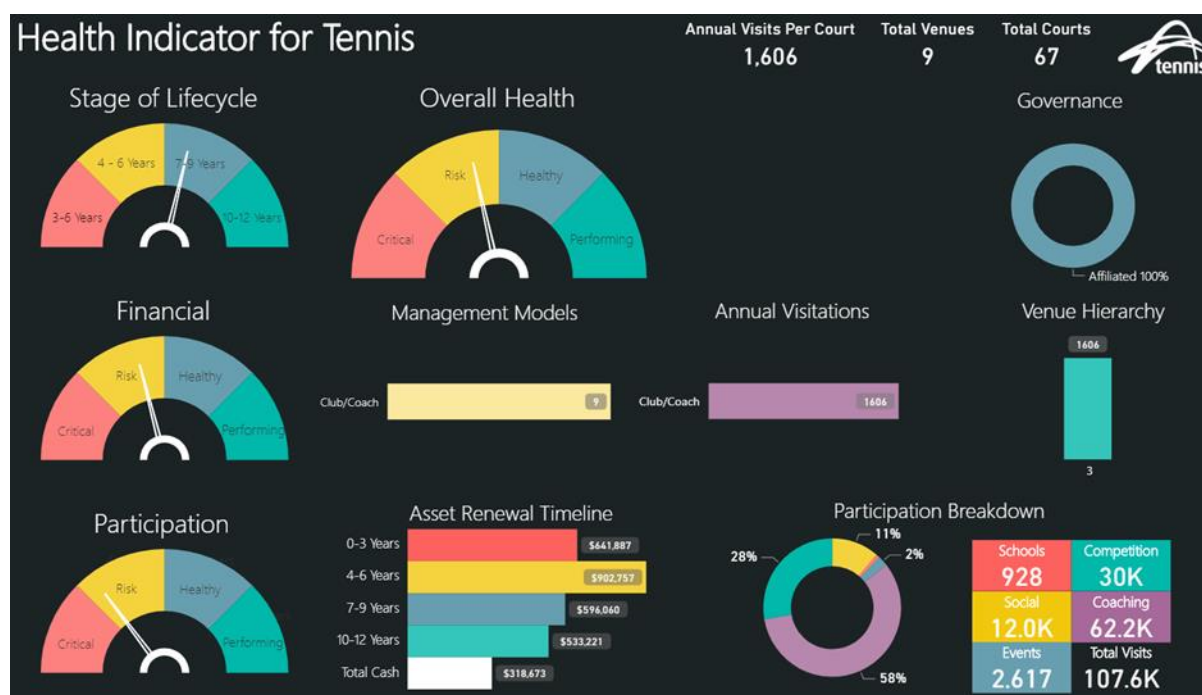 Health Indicator for Tennis
Annual Visits Per Court
1,606
Total Venues
9
Total Courts
67
tennis
Stage of Lifecycle
3-6 Years
4 - 6 Years
7-9 Years
10-12 Years
Overall Health
Critical
Risk
Healthy
Performing
Governance
Affiliated 100%
Financial
Critical
Risk
Healthy
Performing
Management Models
Club/Coach
9
Annual Visitations
Club/Coach
1606
Venue Hierarchy
1606
3
Participation
Critical
Risk
Healthy
Performing
Asset Renewal Timeline
0-3 Years
$641,887
4-6 Years
$902,757
7-9 Years
$596,060
10-12 Years
$533,221
Total Cash
$318,673
Participation Breakdown
11%
2%
28%
58%
Schools
928
Competition
30K
Social
12.0K
Coaching
62.2K
Events
2,617
Total Visits
107.6K